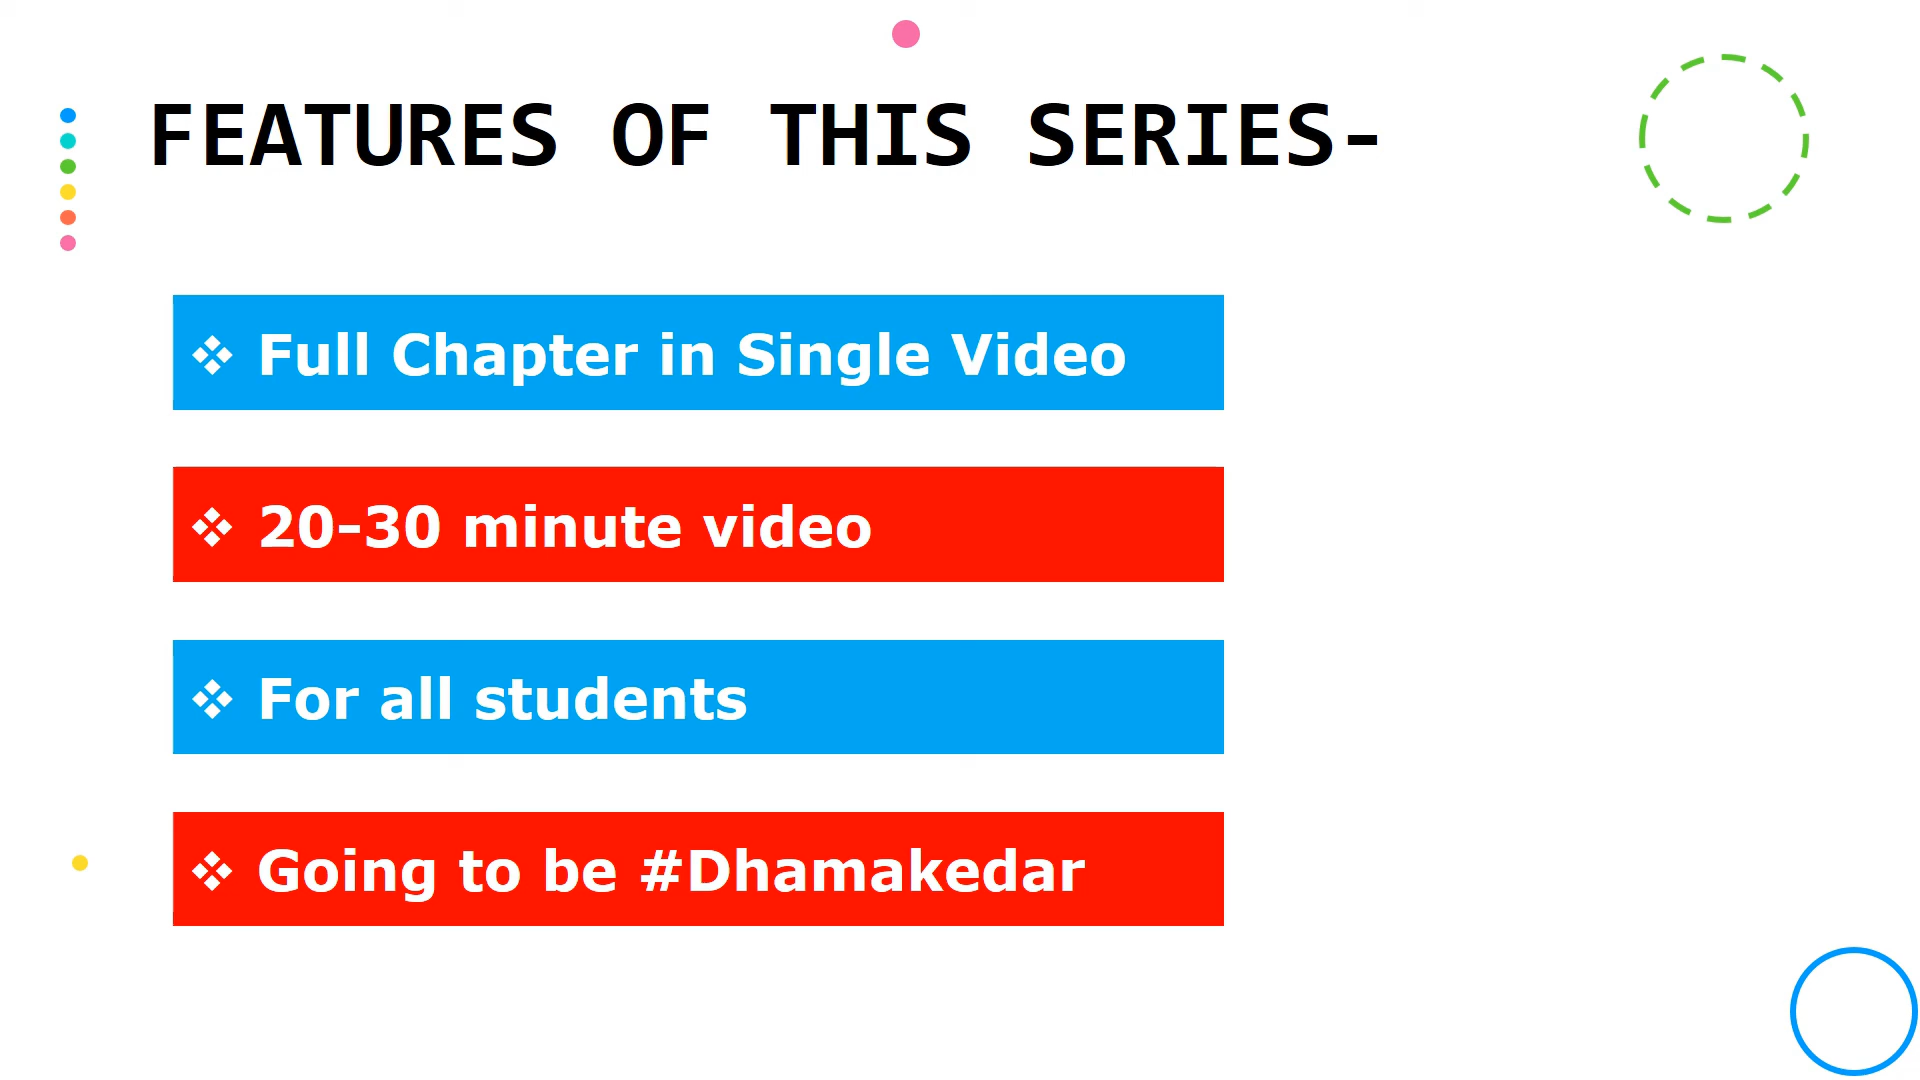 FEATURES OF THIS SERIES-
❖ Full Chapter in Single Video
❖ 20-30 minute video
❖ For all students
❖ Going to be #Dhamakedar